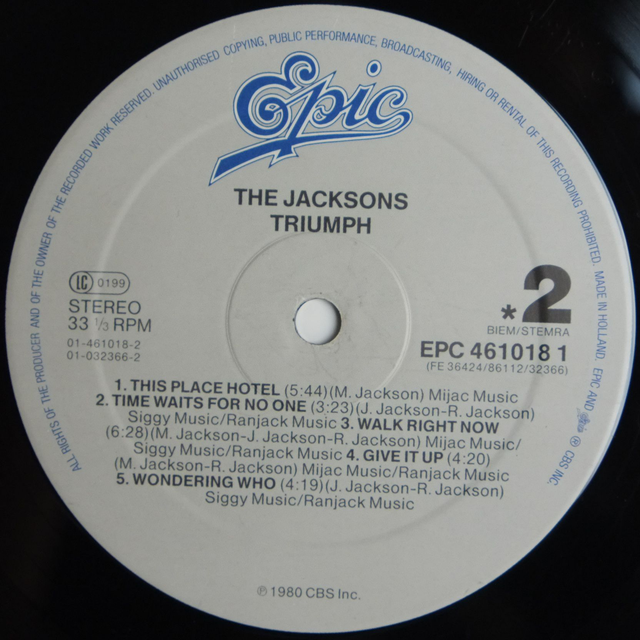 ALL RIGHTS OF THE PRODUCER AND OF THE OWNER OF THE RECORDED WORK RESERVED. UNAUTHORISED COPYING, PUBLIC PERFORMANCE, BROADCASTING, HIRING OR RENTAL OF THIS RECORDING PROHIBITED. MADE IN HOLLAND. EPIC AND ® CBS INC.
Epic
THE JACKSONS
TRIUMPH
LC 0199
STEREO
33 ⅓ RPM
01-461018-2
01-032366-2
*2
BIEM/STEMRA
EPC 461018 1
(FE 36424/86112/32366)
1. THIS PLACE HOTEL (5:44)(M. Jackson) Mijac Music
2. TIME WAITS FOR NO ONE (3:23)(J. Jackson-R. Jackson)
Siggy Music/Ranjack Music 3. WALK RIGHT NOW
(6:28)(M. Jackson-J. Jackson-R. Jackson) Mijac Music/
Siggy Music/Ranjack Music 4. GIVE IT UP (4:20)
(M. Jackson-R. Jackson) Mijac Music/Ranjack Music
5. WONDERING WHO (4:19)(J. Jackson-R. Jackson)
Siggy Music/Ranjack Music
℗ 1980 CBS Inc.